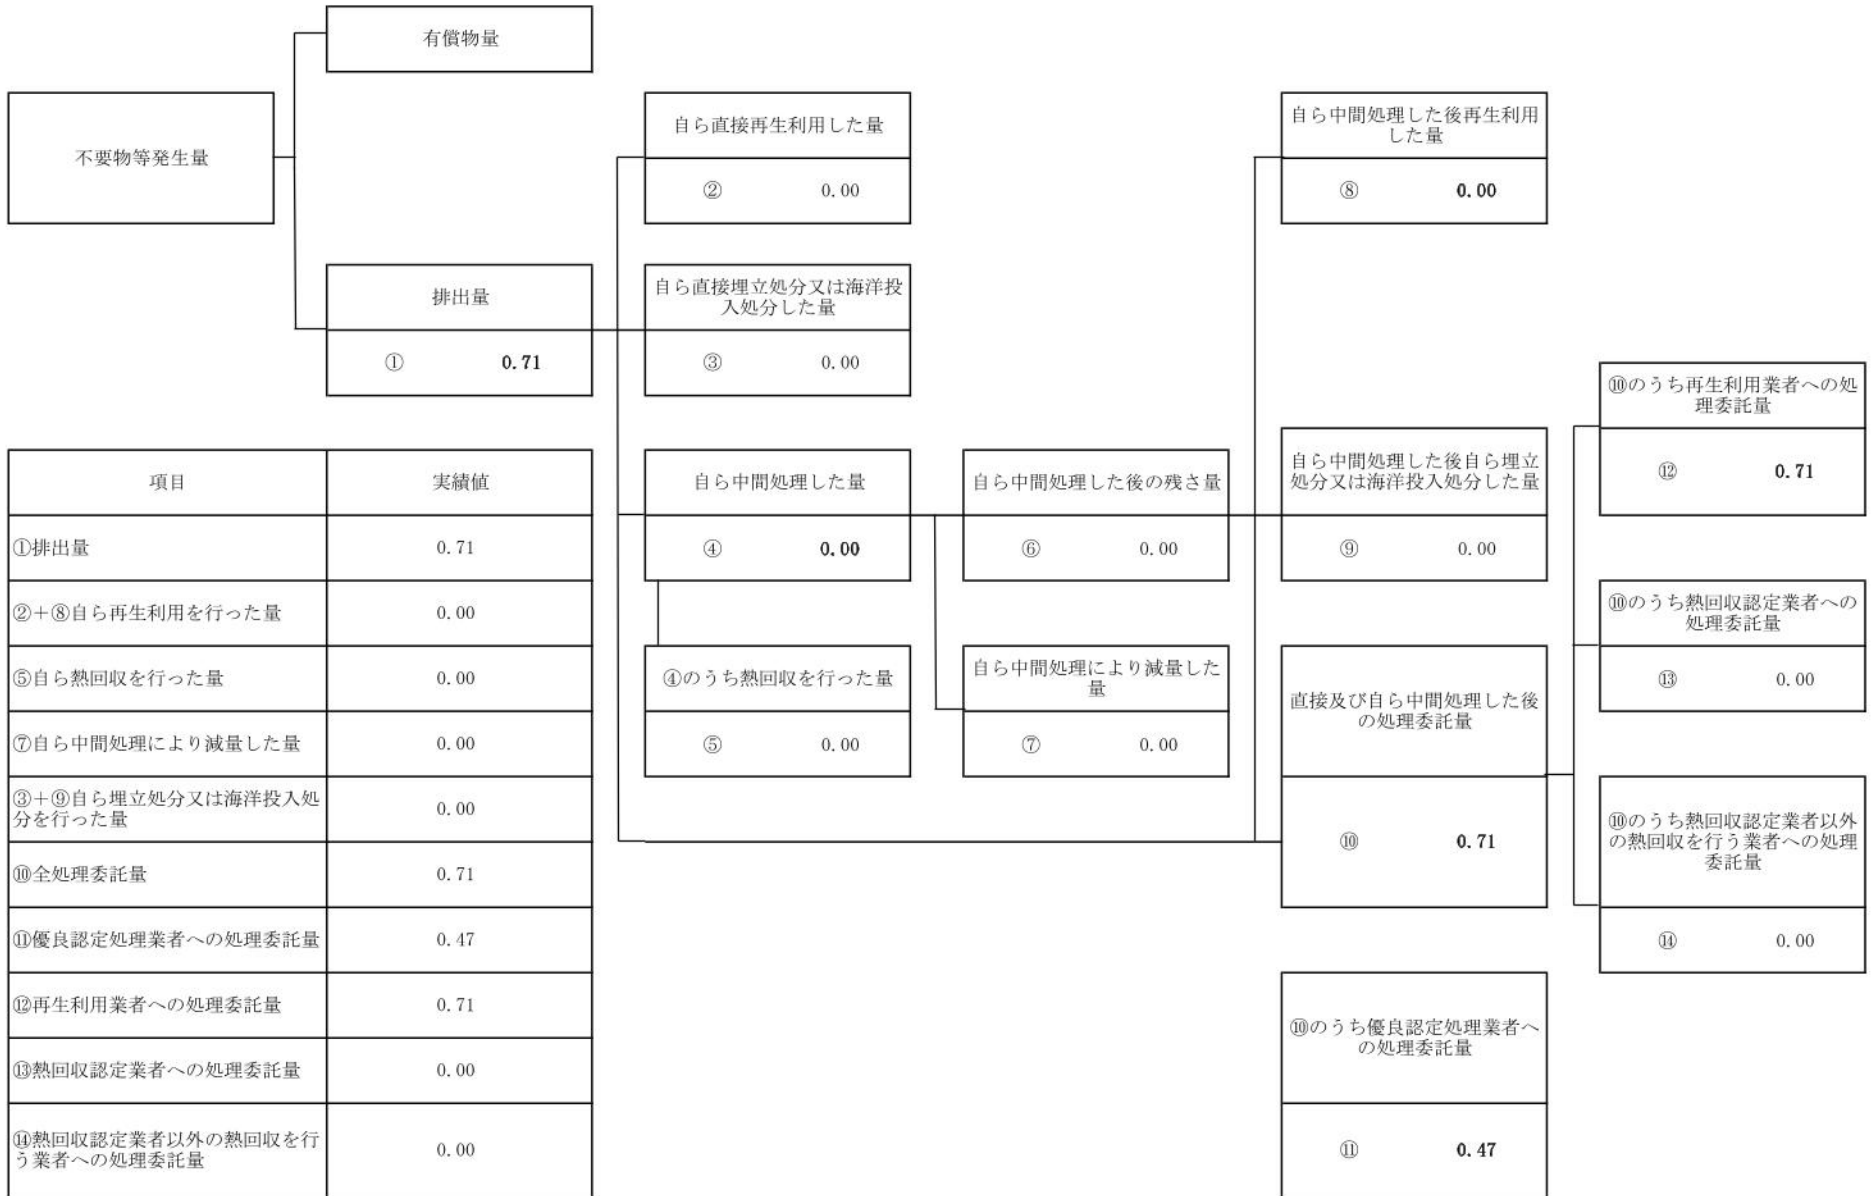 有償物量
不要物等発生量
自ら直接再生利用した量
② 0.00
自ら中間処理した後再生利用
した量
⑧ 0.00
排出量
① 0.71
自ら直接埋立処分又は海洋投
入処分した量
③ 0.00
項目 実績値
①排出量 0.71
②+⑧自ら再生利用を行った量 0.00
⑤自ら熱回収を行った量 0.00
⑦自ら中間処理により減量した量 0.00
③+⑨自ら埋立処分又は海洋投入処
分を行った量 0.00
⑩全処理委託量 0.71
⑪優良認定処理業者への処理委託量 0.47
⑫再生利用業者への処理委託量 0.71
⑬熱回収認定業者への処理委託量 0.00
⑭熱回収認定業者以外の熱回収を行
う業者への処理委託量 0.00
自ら中間処理した量
④ 0.00
④のうち熱回収を行った量
⑤ 0.00
自ら中間処理した後の残さ量
⑥ 0.00
自ら中間処理により減量した
量
⑦ 0.00
自ら中間処理した後自ら埋立
処分又は海洋投入処分した量
⑨ 0.00
直接及び自ら中間処理した後
の処理委託量
⑩ 0.71
⑩のうち優良認定処理業者へ
の処理委託量
⑪ 0.47
⑩のうち再生利用業者への処
理委託量
⑫ 0.71
⑩のうち熱回収認定業者への
処理委託量
⑬ 0.00
⑩のうち熱回収認定業者以外
の熱回収を行う業者への処理
委託量
⑭ 0.00